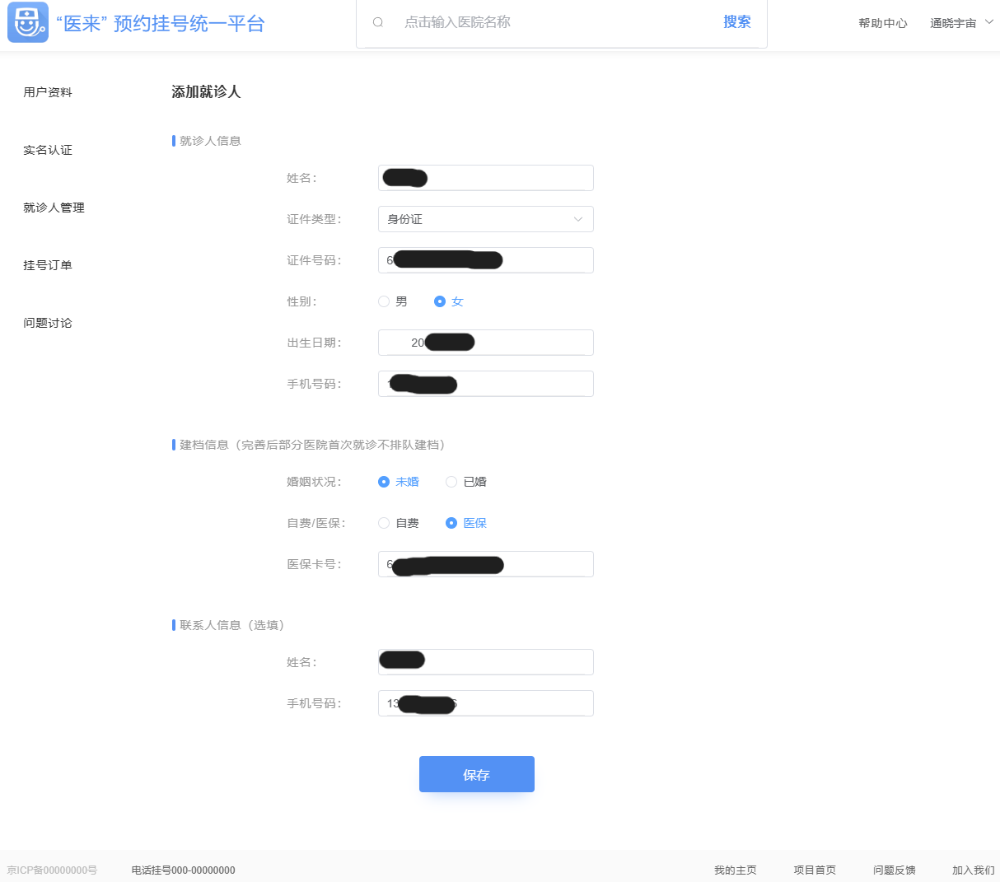 “医来” 预约挂号统一平台
点击输入医院名称
搜索
帮助中心
通晓宇宙
用户资料
实名认证
就诊人管理
挂号订单
问题讨论
添加就诊人
就诊人信息
姓名：
证件类型： 身份证
证件号码： 6
性别： 男 女
出生日期： 20
手机号码：
建档信息（完善后部分医院首次就诊不排队建档）
婚姻状况： 未婚 已婚
自费/医保： 自费 医保
医保卡号： 6
联系人信息（选填）
姓名：
手机号码： 13
保存
京ICP备00000000号 电话挂号000-00000000 我的主页 项目首页 问题反馈 加入我们